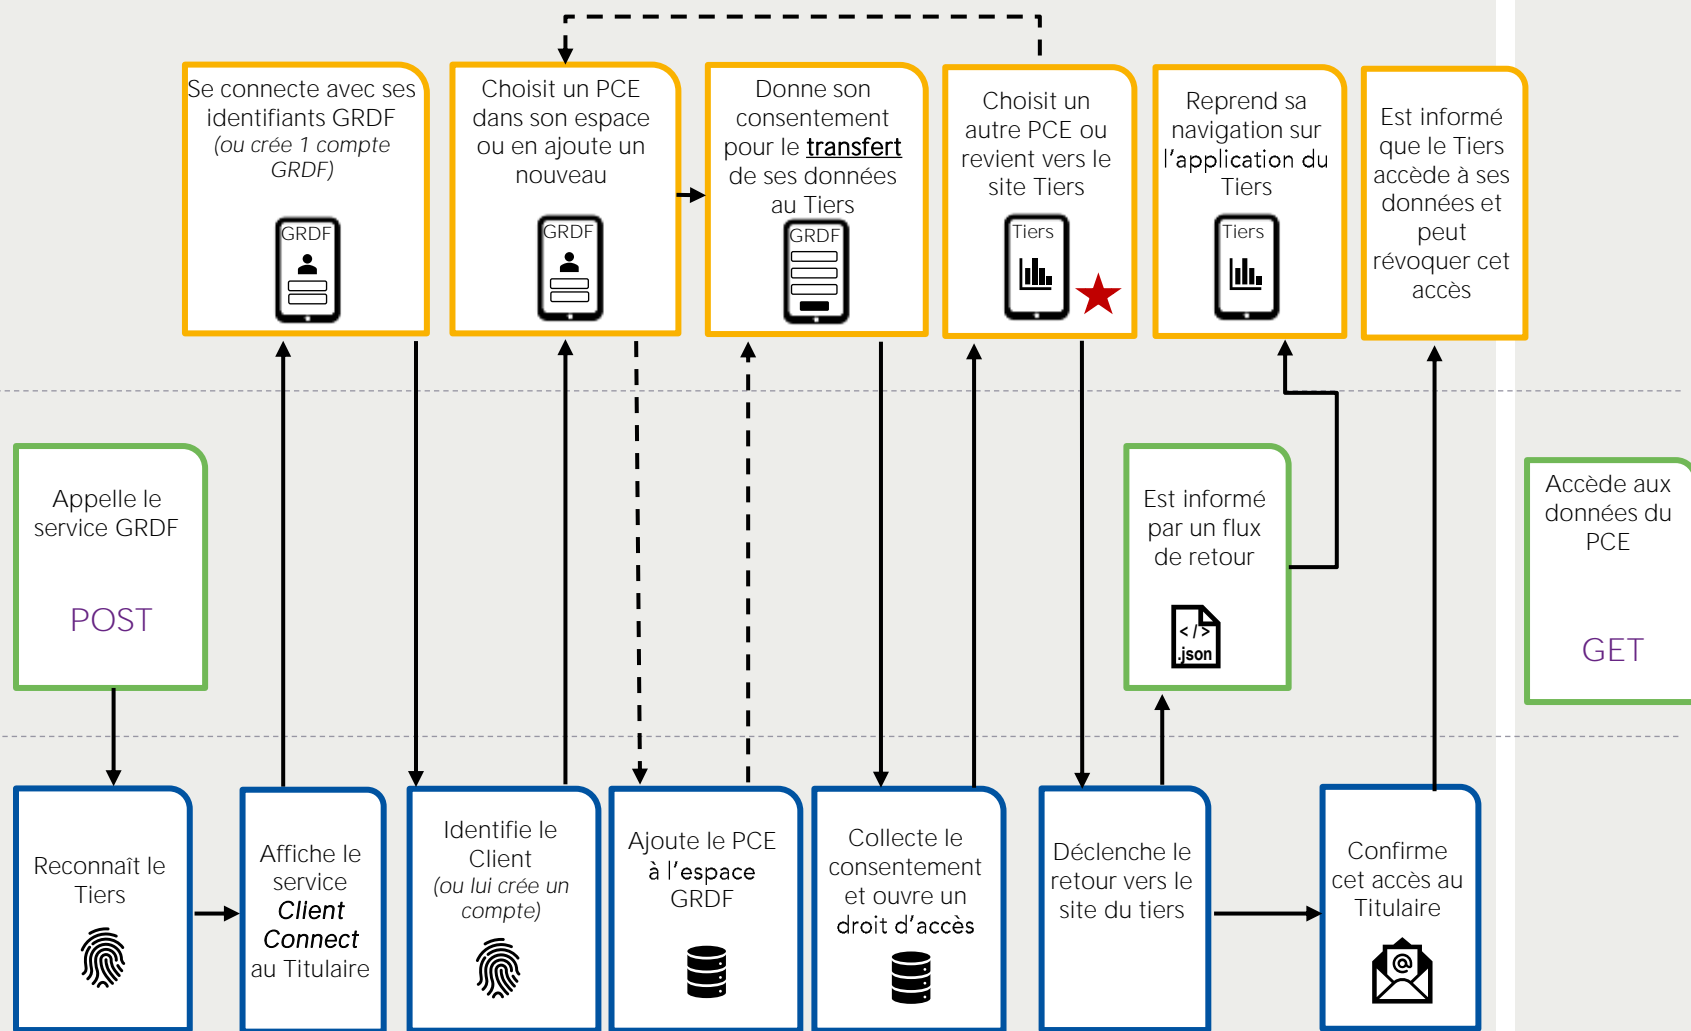 Se connecte avec ses
identifiants GRDF
(ou crée 1 compte
GRDF)
GRDF
Choisit un PCE
dans son espace
ou en ajoute un
nouveau
GRDF
Donne son
consentement
pour le transfert
de ses données
au Tiers
GRDF
Choisit un
autre PCE ou
revient vers le
site Tiers
Tiers
Reprend sa
navigation sur
l'application du
Tiers
Tiers
Est informé
que le Tiers
accède à ses
données et
peut
révoquer cet
accès
Appelle le
service GRDF
POST
Est informé
par un flux
de retour
</>
.json
Accède aux
données du
PCE
GET
Reconnaît le
Tiers
Affiche le
service
Client
Connect
au Titulaire
Identifie le
Client
(ou lui crée un
compte)
Ajoute le PCE
à l'espace
GRDF
Collecte le
consentement
et ouvre un
droit d'accès
Déclenche le
retour vers le
site du tiers
Confirme
cet accès au
Titulaire
@